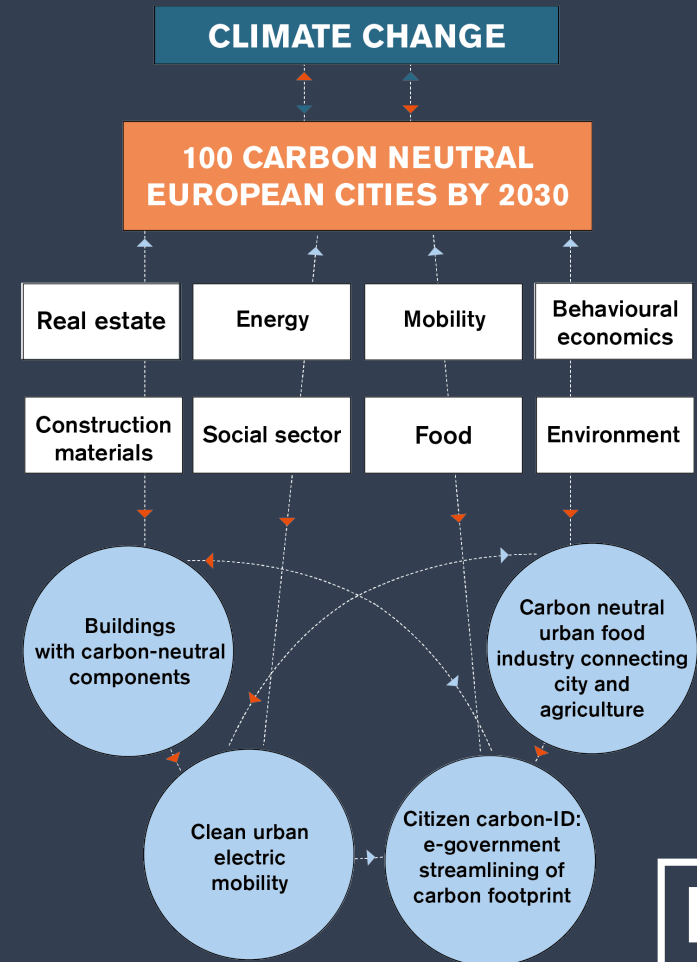 CLIMATE CHANGE
100 CARBON NEUTRAL
EUROPEAN CITIES BY 2030
Real estate
Energy
Mobility
Behavioural
economics
Construction
materials
Social sector
Food
Environment
Buildings
with carbon-neutral
components
Carbon neutral
urban food
industry connecting
city and
agriculture
Clean urban
electric
mobility
Citizen carbon-ID:
e-government
streamlining of
carbon footprint